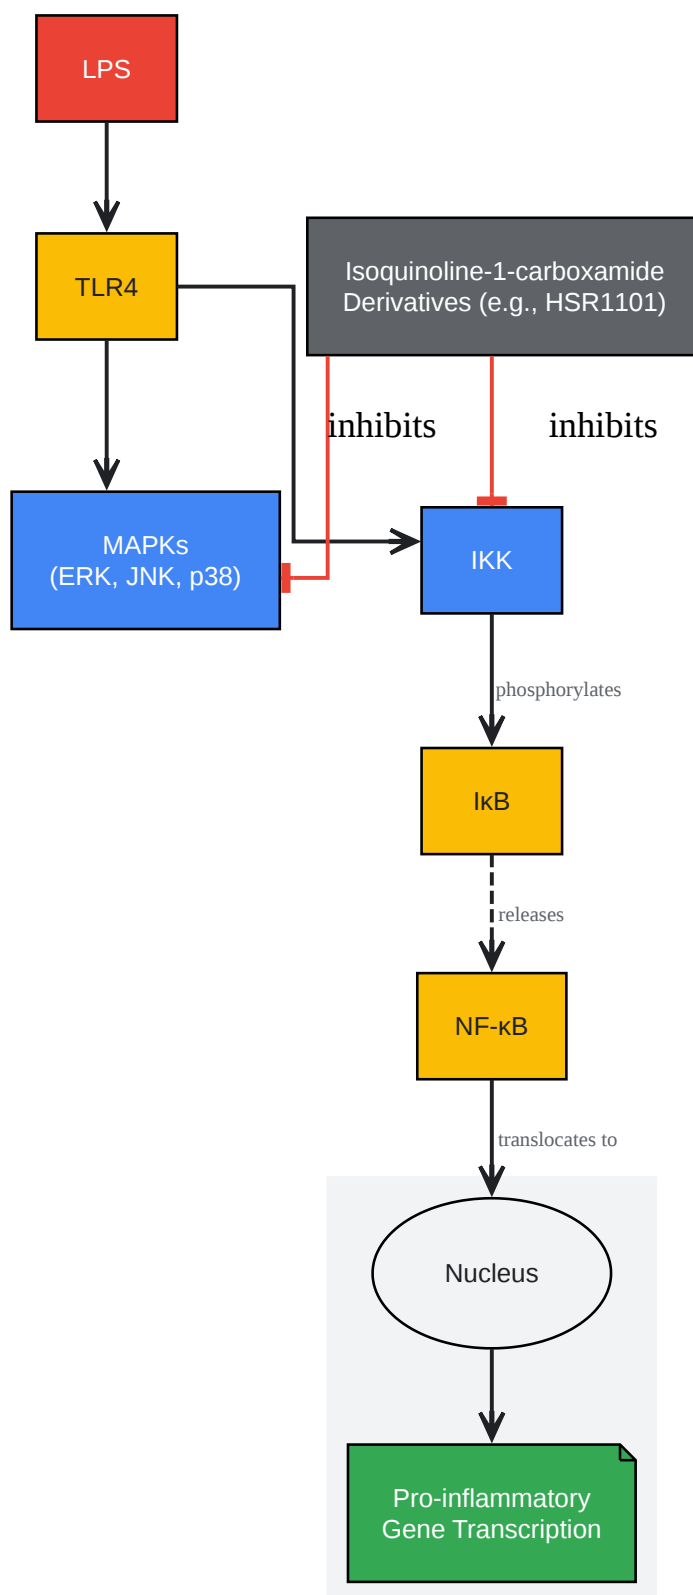 LPS
TLR4
Isoquinoline-1-carboxamide
Derivatives (e.g., HSR1101)
inhibits
inhibits
MAPKs
(ERK, JNK, p38)
IKK
phosphorylates
IκB
releases
NF-κB
translocates to
Nucleus
Pro-inflammatory
Gene Transcription